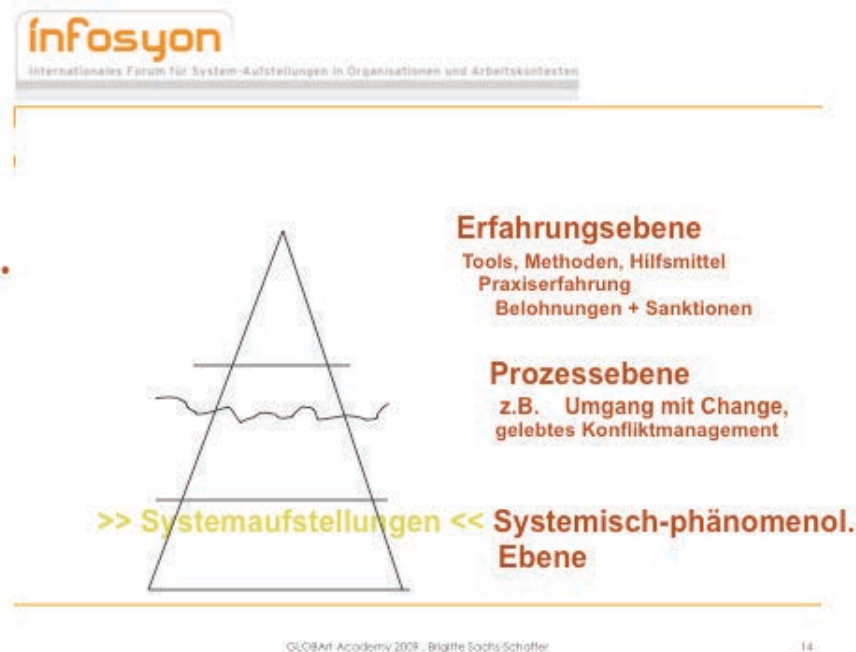 infosyon
Internationales Forum für System-Aufstellungen in Organisationen und Arbeitskontexten
Erfahrungsebene
Tools, Methoden, Hilfsmittel
Praxiserfahrung
Belohnungen + Sanktionen
Prozessebene
z.B. Umgang mit Change,
gelebtes Konfliktmanagement
>> Systemaufstellungen << Systemisch-phänomenol.
Ebene
GLOBArt Academy 2009 , Brigitte Sachs-Schaffer 14